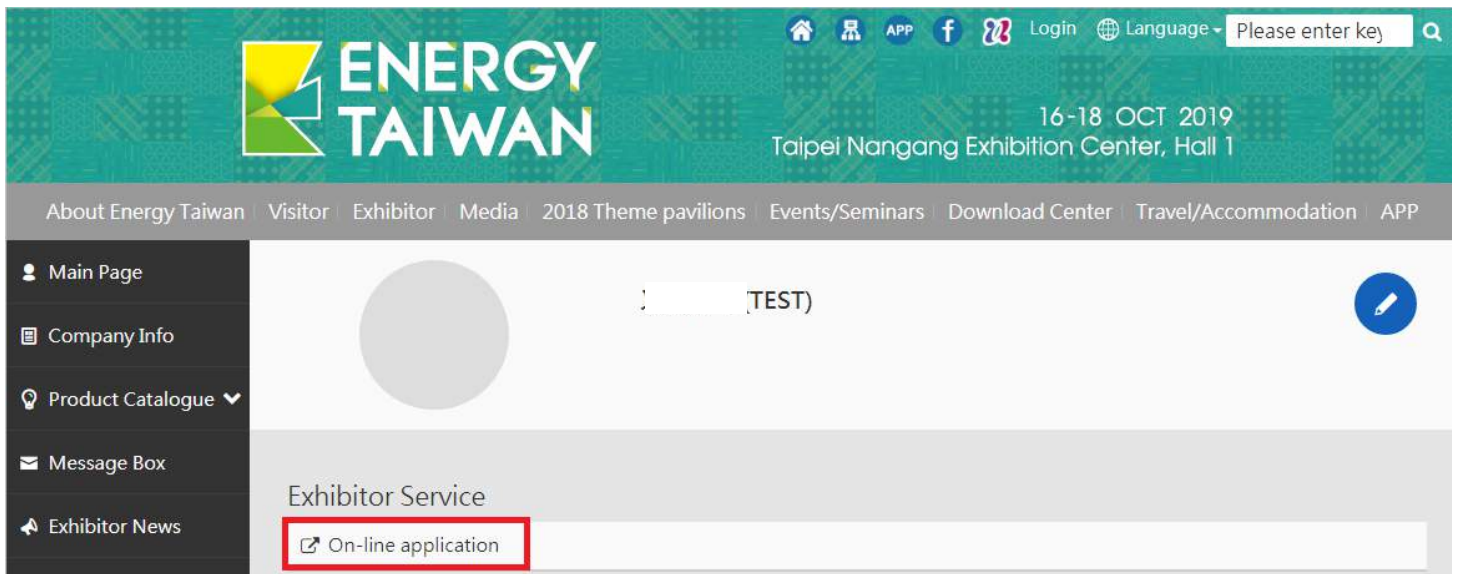 APP Login Language Please enter key
ENERGY
TAIWAN
16-18 OCT 2019
Taipei Nangang Exhibition Center, Hall 1
About Energy Taiwan Visitor Exhibitor Media 2018 Theme pavilions Events/Seminars Download Center Travel/Accommodation APP
Main Page
(TEST)
Company Info
Product Catalogue
Message Box
Exhibitor Service
Exhibitor News
On-line application